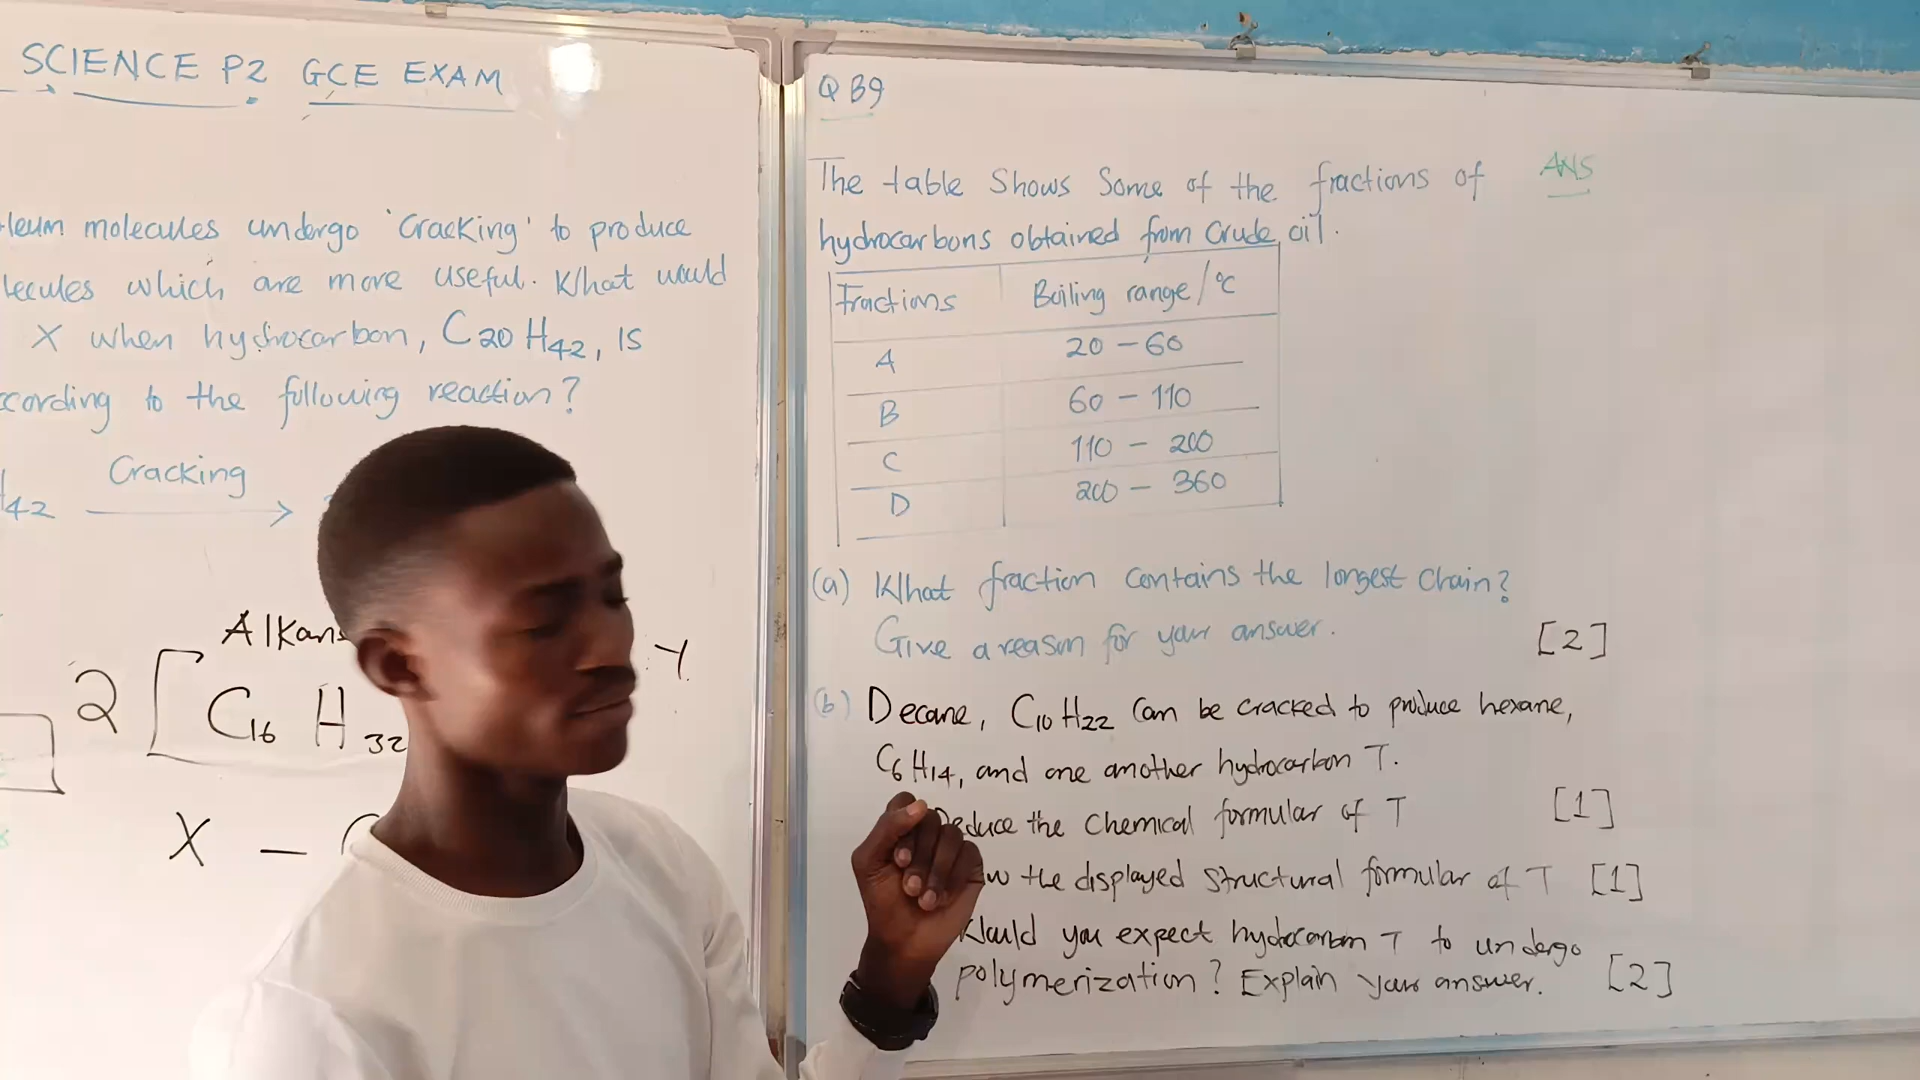 SCIENCE P2 GCE EXAM
leum molecules undergo 'Cracking' to produce
lecules which are more useful. What would
X when hydrocarbon, C20 H42, is
cording to the following reaction?
H42 Cracking
Alkan
2 [ C16 H32
Y
X -
Q B9
The table Shows Some of the fractions of
hydrocarbons obtained from Crude oil.
ANS
Fractions Boiling range/°C
A 20 - 60
B 60 - 110
C 110 - 200
D 200 - 360
(a) What fraction contains the longest chain?
Give a reason for your answer. [2]
(b) Decane, C10 H22 Can be cracked to produce hexane,
C6 H14, and one another hydrocarbon T.
Deduce the Chemical formular of T [1]
aw the displayed structural formular of T [1]
Would you expect hydrocarbon T to undergo
polymerization? Explain your answer. [2]